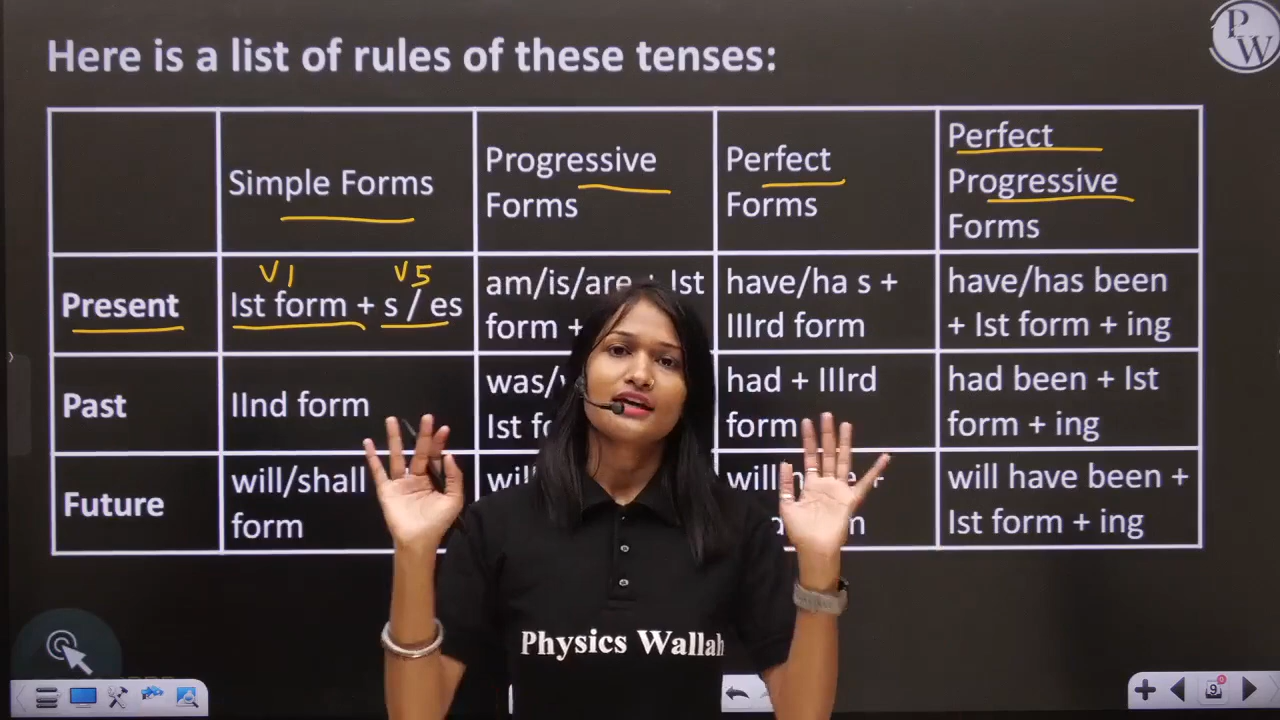 Here is a list of rules of these tenses:
PW
Simple Forms
Progressive
Forms
Perfect
Forms
Perfect
Progressive
Forms
V1 V5
Present
Ist form + s / es
am/is/are + Ist
form +
have/ha s +
IIIrd form
have/has been
+ Ist form + ing
Past
IInd form
was/
Ist
had + IIIrd
form
had been + Ist
form + ing
Future
will/shall
form
will have been +
Ist form + ing
Physics Wallah
9